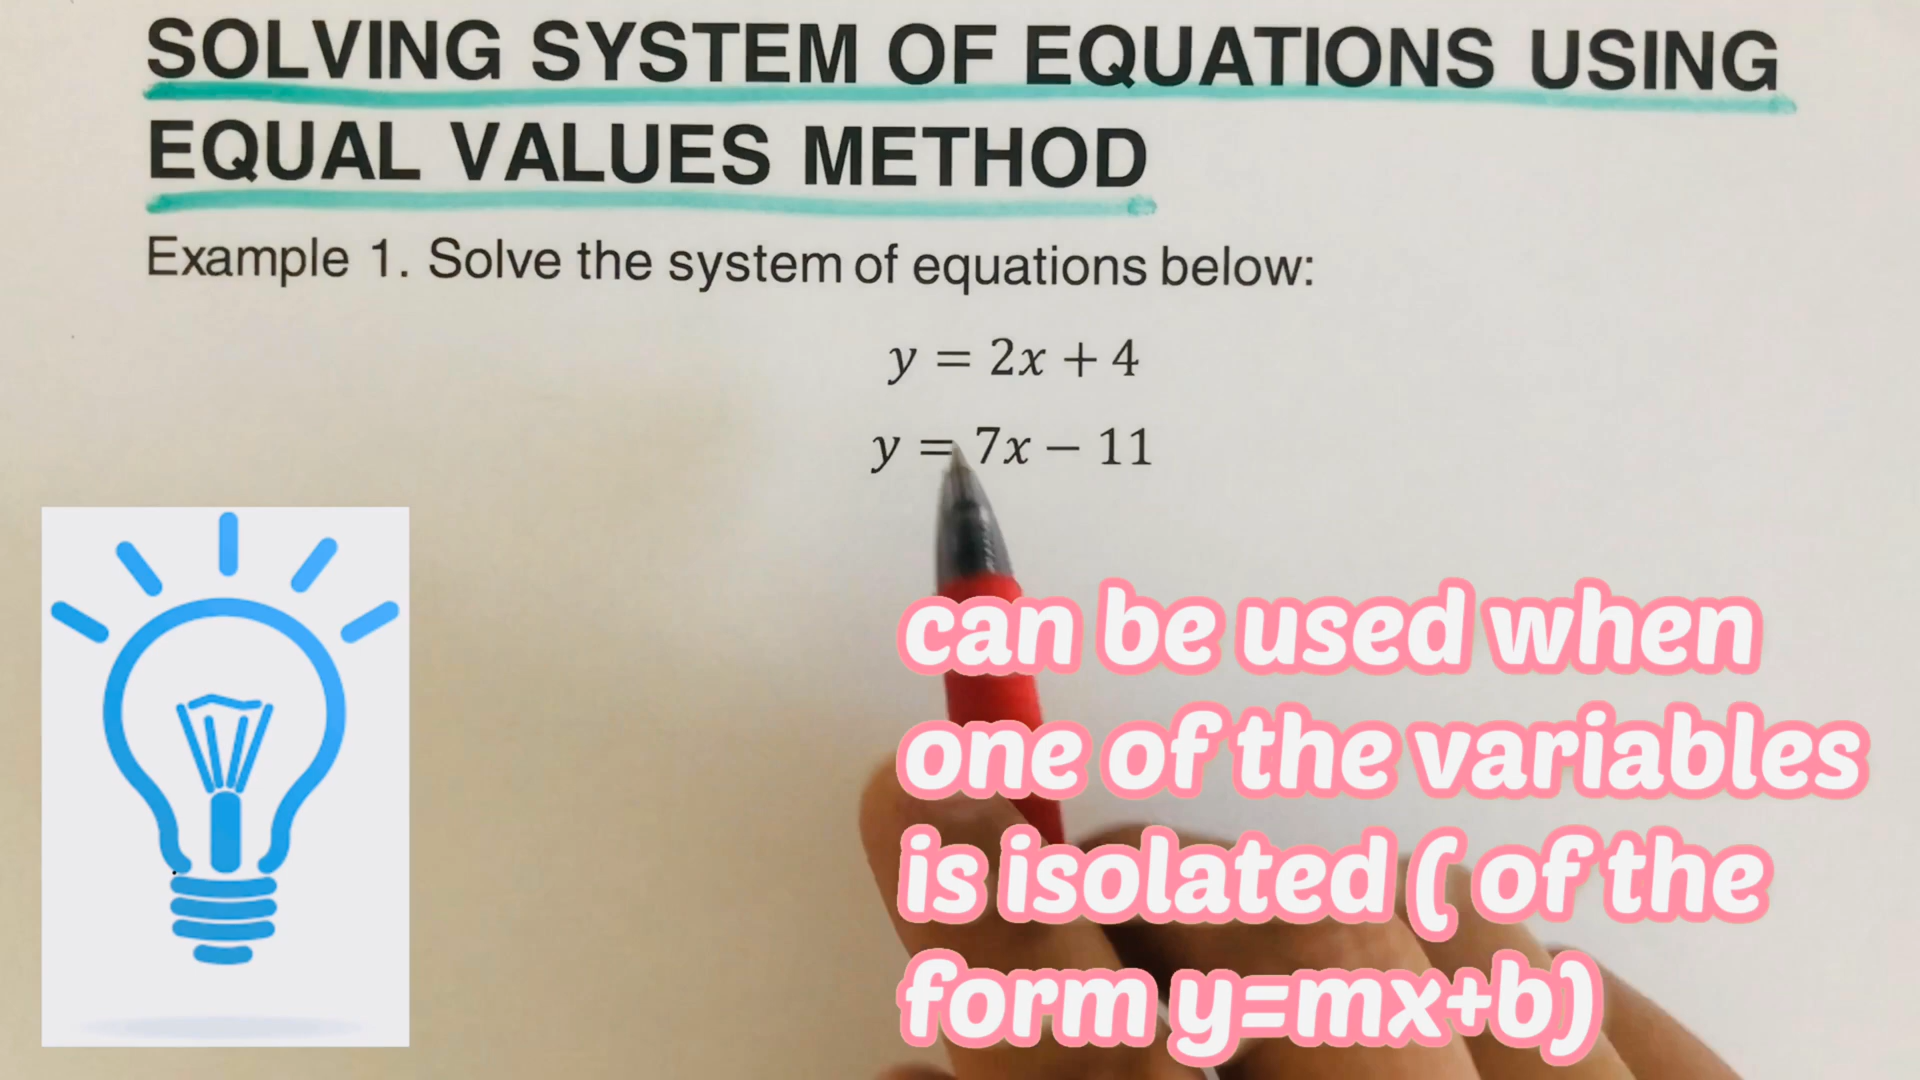 SOLVING SYSTEM OF EQUATIONS USING
EQUAL VALUES METHOD
Example 1. Solve the system of equations below:
y = 2x + 4
y = 7x − 11
can be used when
one of the variables
is isolated ( of the
form y=mx+b)